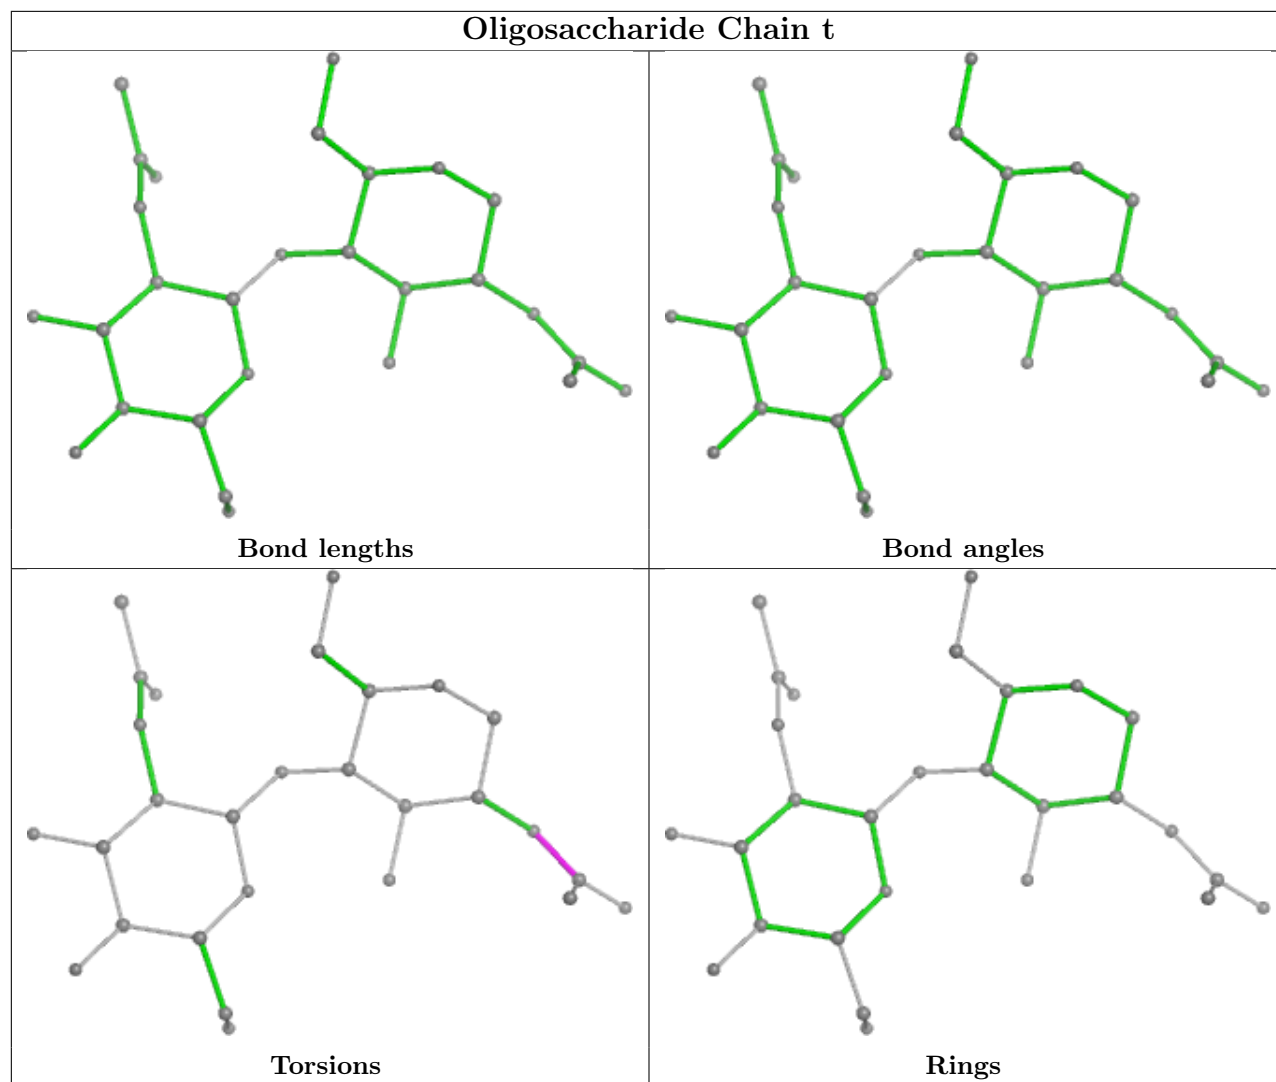 Oligosaccharide Chain t
Bond lengths
Bond angles
Torsions
Rings